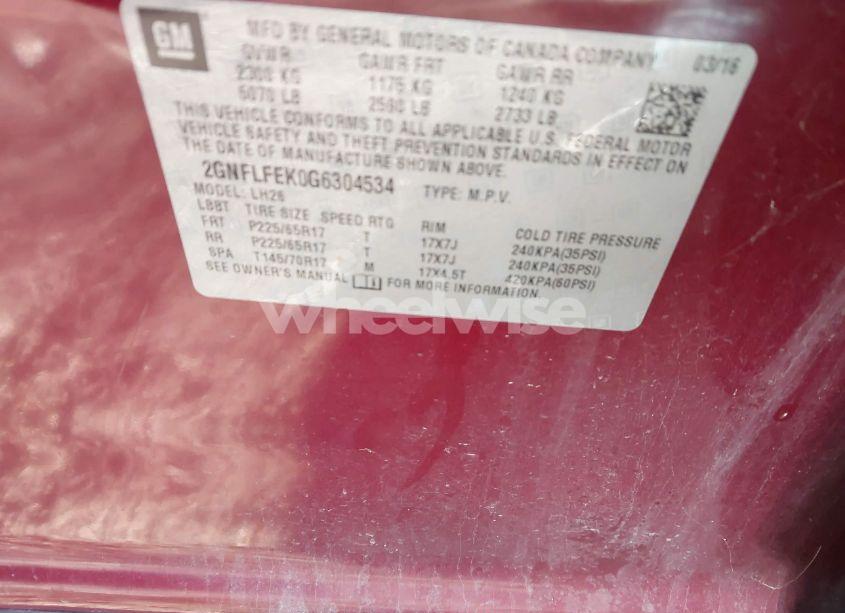 GM
MFD BY GENERAL MOTORS OF CANADA COMPANY 03/16
GVWR GAWR FRT GAWR RR
2300 KG 1175 KG 1240 KG
5070 LB 2590 LB 2733 LB
THIS VEHICLE CONFORMS TO ALL APPLICABLE U.S. FEDERAL MOTOR
VEHICLE SAFETY AND THEFT PREVENTION STANDARDS IN EFFECT ON
THE DATE OF MANUFACTURE SHOWN ABOVE.
2GNFLFEK0G6304534 TYPE: M.P.V.
MODEL: LH26
LBBT TIRE SIZE SPEED RTG RIM COLD TIRE PRESSURE
FRT P225/65R17 T 17X7J 240KPA(35PSI)
RR P225/65R17 T 17X7J 240KPA(35PSI)
SPA T145/70R17 M 17X4.5T 420KPA(60PSI)
SEE OWNER'S MANUAL FOR MORE INFORMATION.
wheelwise